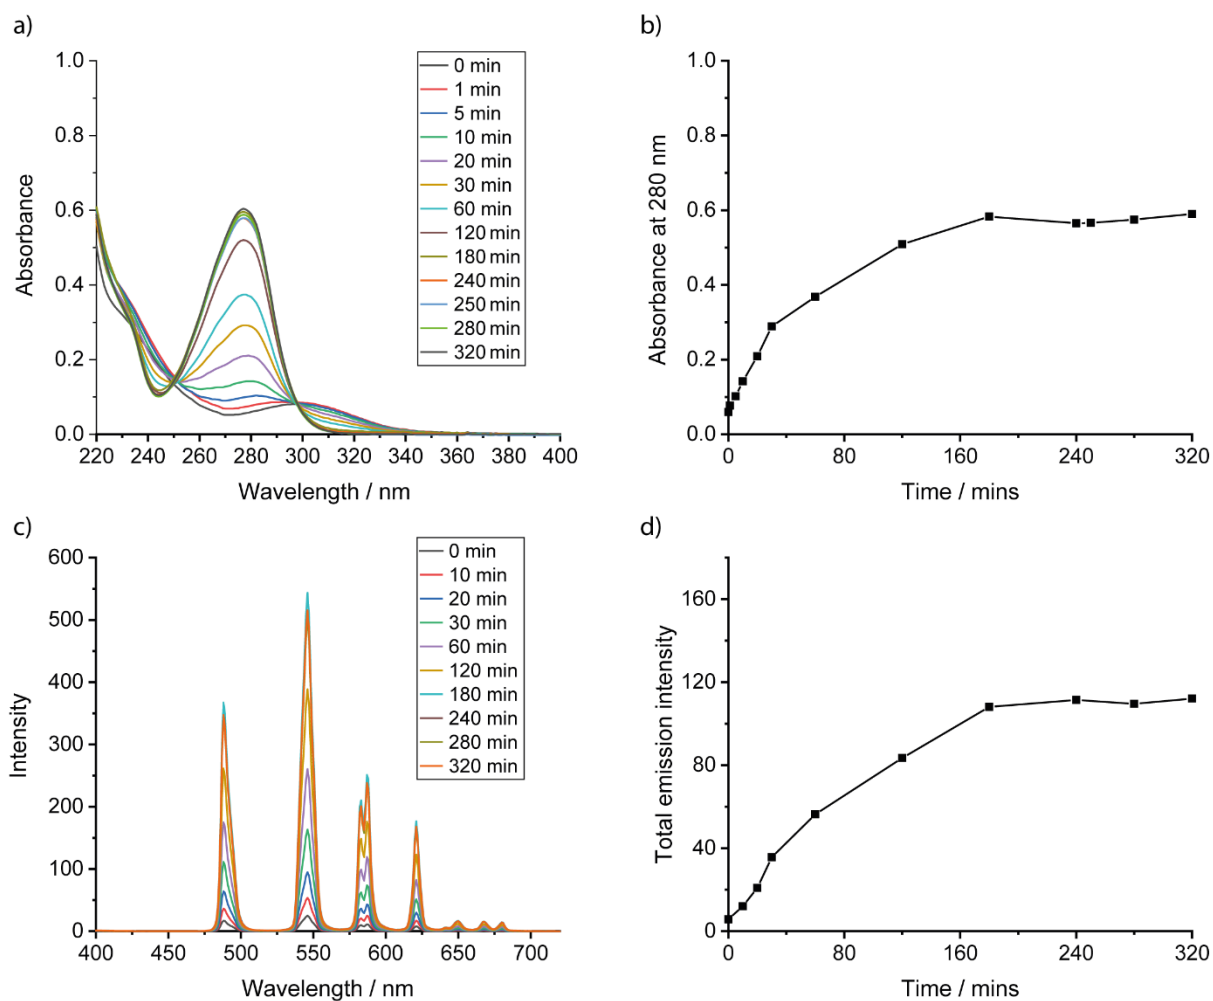 a)
1.0
0.8
0.6
0.4
0.2
0.0
Absorbance
220 240 260 280 300 320 340 360 380 400
Wavelength / nm
0 min
1 min
5 min
10 min
20 min
30 min
60 min
120 min
180 min
240 min
250 min
280 min
320 min
b)
1.0
0.8
0.6
0.4
0.2
0.0
Absorbance at 280 nm
0 80 160 240 320
Time / mins
c)
600
500
400
300
200
100
0
Intensity
400 450 500 550 600 650 700
Wavelength / nm
0 min
10 min
20 min
30 min
60 min
120 min
180 min
240 min
280 min
320 min
d)
160
120
80
40
0
Total emission intensity
0 80 160 240 320
Time / mins